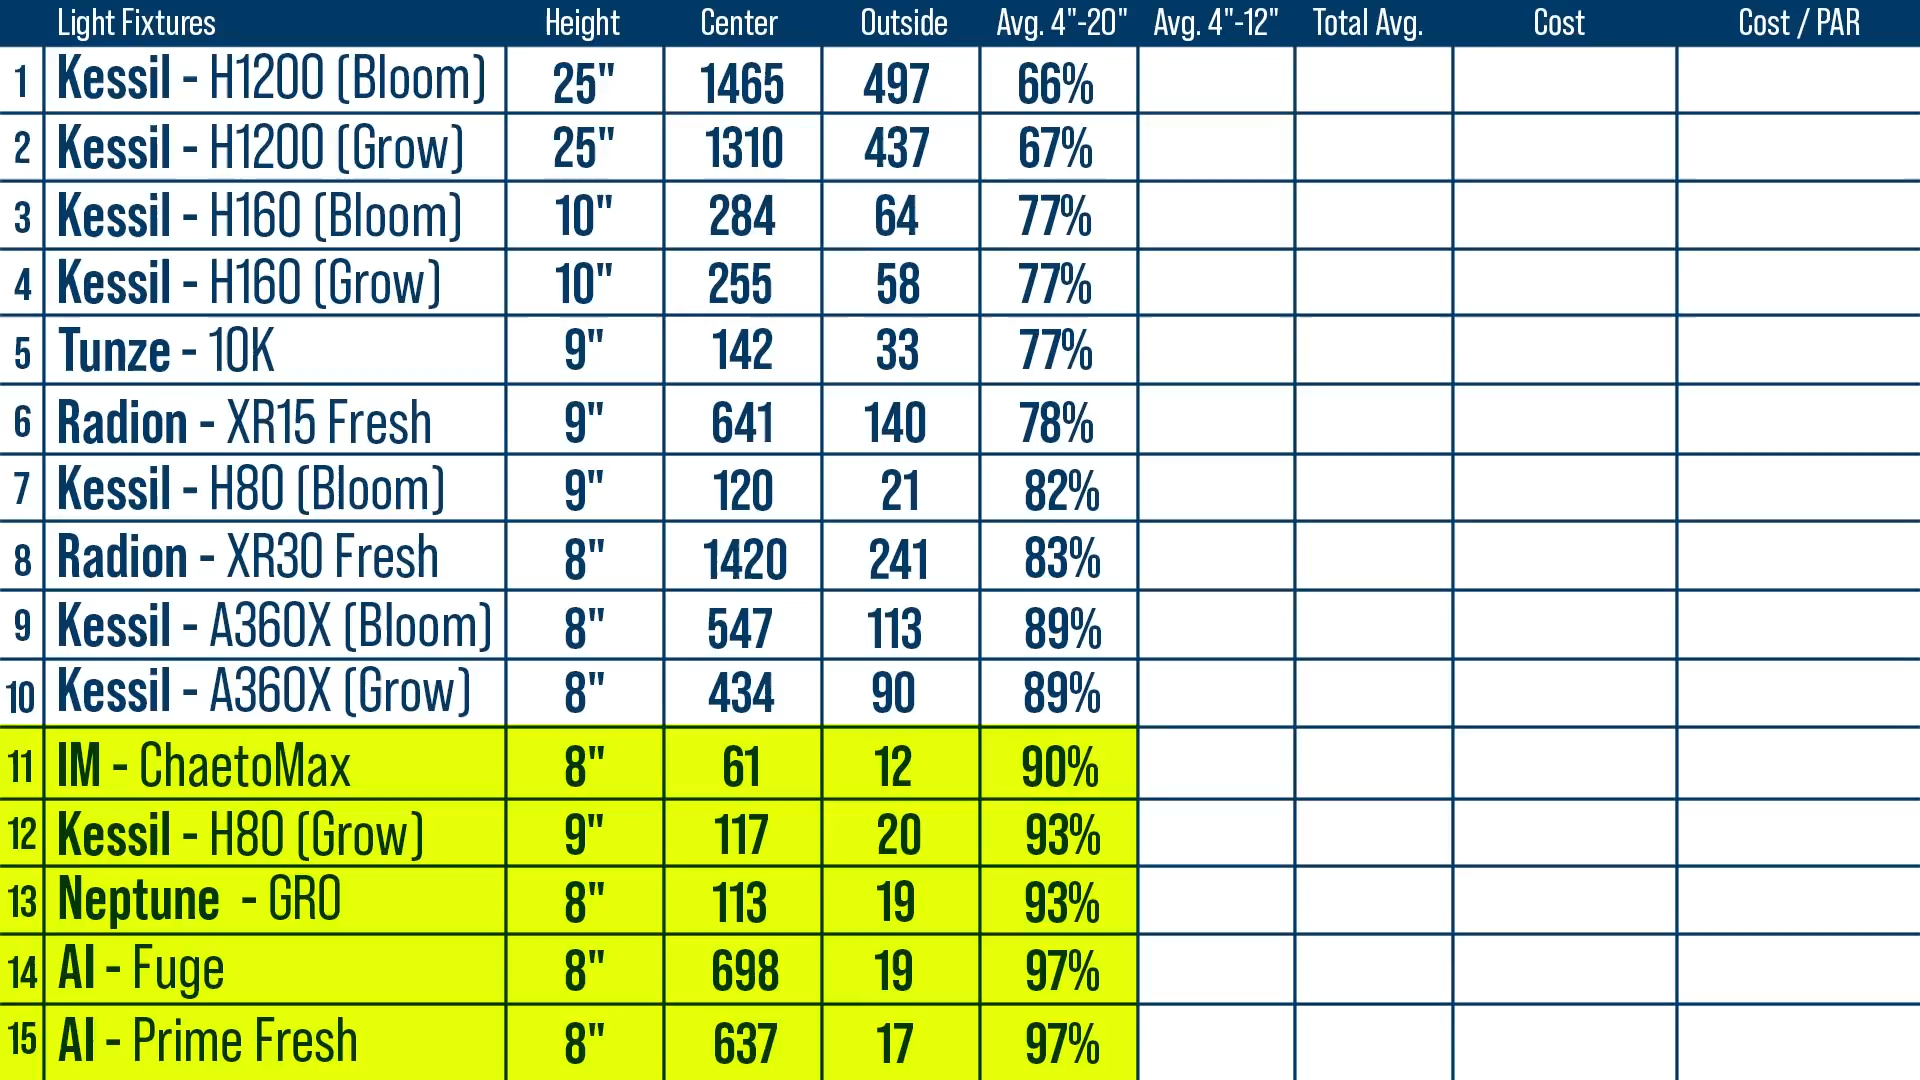 Light Fixtures Height Center Outside Avg. 4"-20" Avg. 4"-12" Total Avg. Cost Cost / PAR
1 Kessil - H1200 (Bloom) 25" 1465 497 66%
2 Kessil - H1200 (Grow) 25" 1310 437 67%
3 Kessil - H160 (Bloom) 10" 284 64 77%
4 Kessil - H160 (Grow) 10" 255 58 77%
5 Tunze - 10K 9" 142 33 77%
6 Radion - XR15 Fresh 9" 641 140 78%
7 Kessil - H80 (Bloom) 9" 120 21 82%
8 Radion - XR30 Fresh 8" 1420 241 83%
9 Kessil - A360X (Bloom) 8" 547 113 89%
10 Kessil - A360X (Grow) 8" 434 90 89%
11 IM - ChaetoMax 8" 61 12 90%
12 Kessil - H80 (Grow) 9" 117 20 93%
13 Neptune - GRO 8" 113 19 93%
14 AI - Fuge 8" 698 19 97%
15 AI - Prime Fresh 8" 637 17 97%